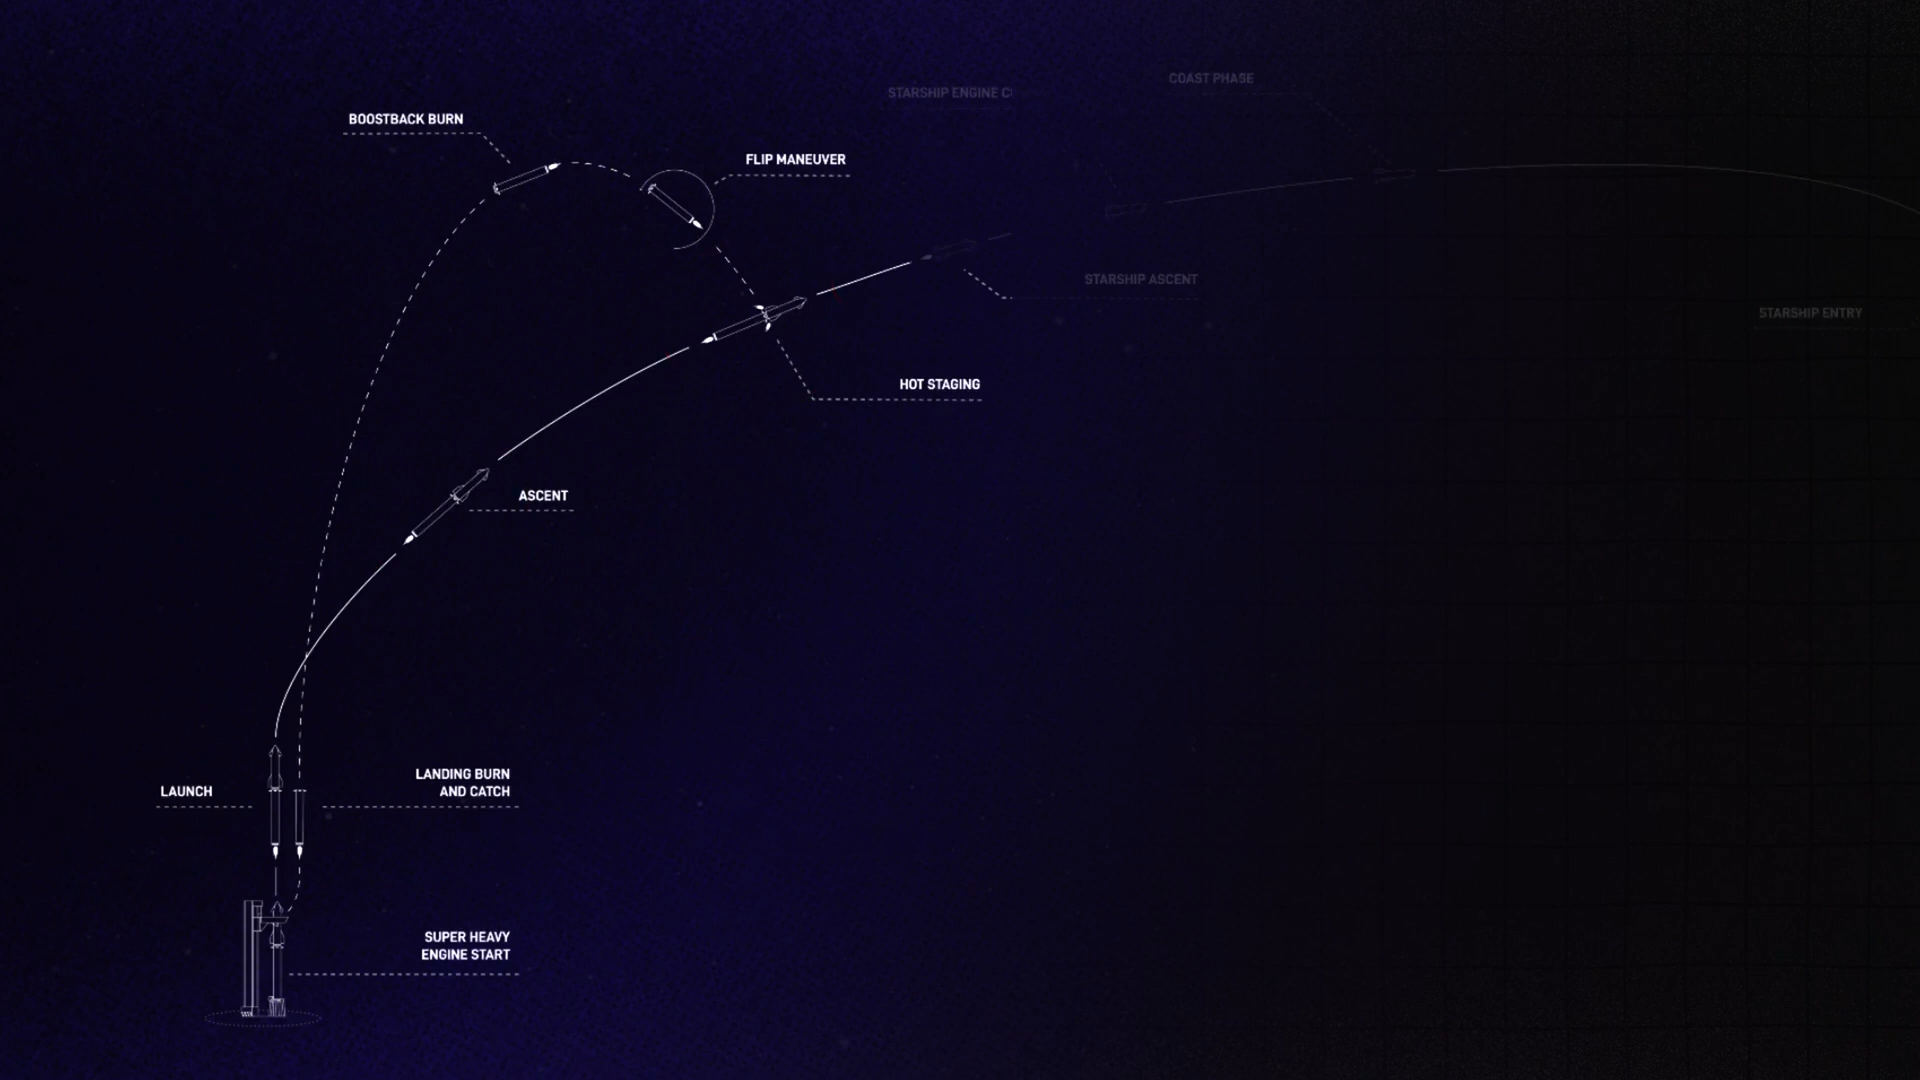 COAST PHASE
STARSHIP ENGINE
BOOSTBACK BURN
FLIP MANEUVER
STARSHIP ASCENT
STARSHIP ENTRY
HOT STAGING
ASCENT
LANDING BURN
AND CATCH
LAUNCH
SUPER HEAVY
ENGINE START